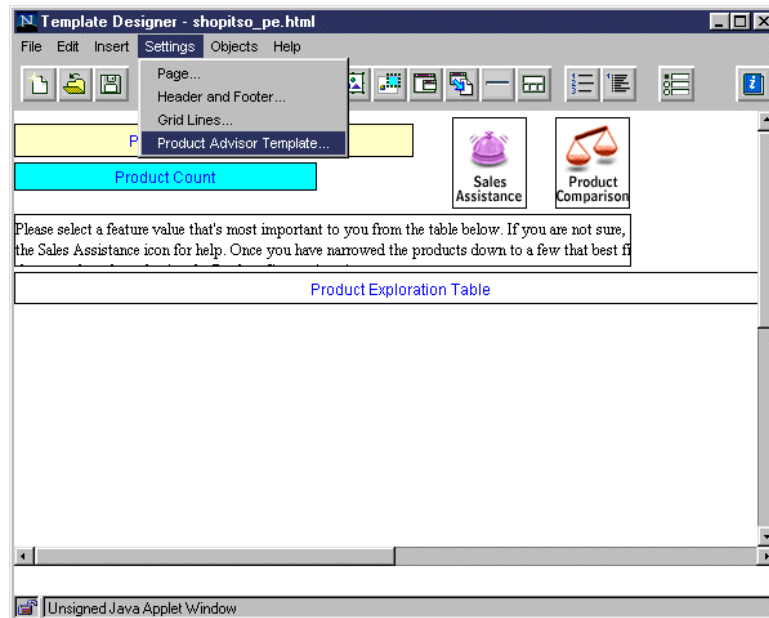 Template Designer - shopitso_pe.html
File Edit Insert Settings Objects Help
Page...
Header and Footer...
Grid Lines...
Product Advisor Template...
P
Product Count
Sales
Assistance
Product
Comparison
Please select a feature value that's most important to you from the table below. If you are not sure,
the Sales Assistance icon for help. Once you have narrowed the products down to a few that best fi
Product Exploration Table
Unsigned Java Applet Window